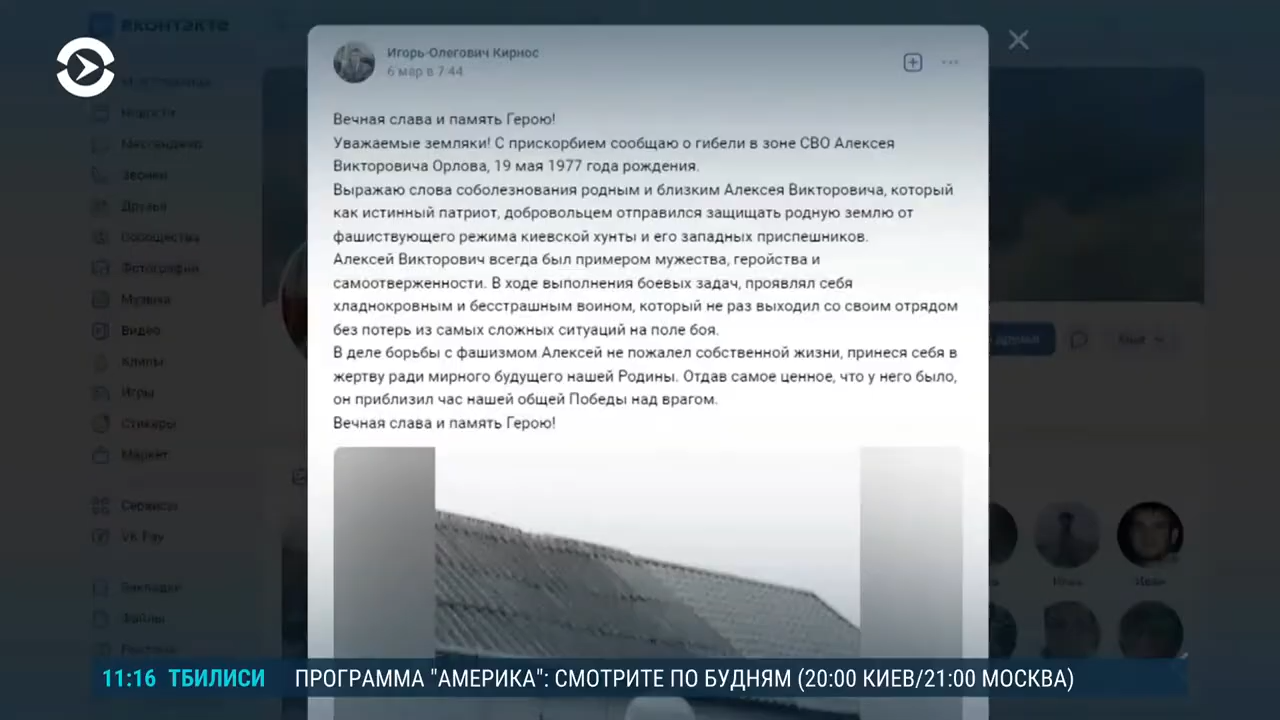 вконтакте
Игорь-Олегович Кирнос
6 мар в 7:44
Вечная слава и память Герою!
Уважаемые земляки! С прискорбием сообщаю о гибели в зоне СВО Алексея
Викторовича Орлова, 19 мая 1977 года рождения.
Выражаю слова соболезнования родным и близким Алексея Викторовича, который
как истинный патриот, добровольцем отправился защищать родную землю от
фашиствующего режима киевской хунты и его западных приспешников.
Алексей Викторович всегда был примером мужества, геройства и
самоотверженности. В ходе выполнения боевых задач, проявлял себя
хладнокровным и бесстрашным воином, который не раз выходил со своим отрядом
без потерь из самых сложных ситуаций на поле боя.
В деле борьбы с фашизмом Алексей не пожалел собственной жизни, принеся себя в
жертву ради мирного будущего нашей Родины. Отдав самое ценное, что у него было,
он приблизил час нашей общей Победы над врагом.
Вечная слава и память Герою!
Новости
Мессенджер
Звонки
Друзья
Сообщества
Фотографии
Музыка
Видео
Клипы
Игры
Стикеры
Маркет
Сервисы
VK Pay
Закладки
Файлы
друзья
Ещё
Иван
11:16 ТБИЛИСИ ПРОГРАММА "АМЕРИКА": СМОТРИТЕ ПО БУДНЯМ (20:00 КИЕВ/21:00 МОСКВА)